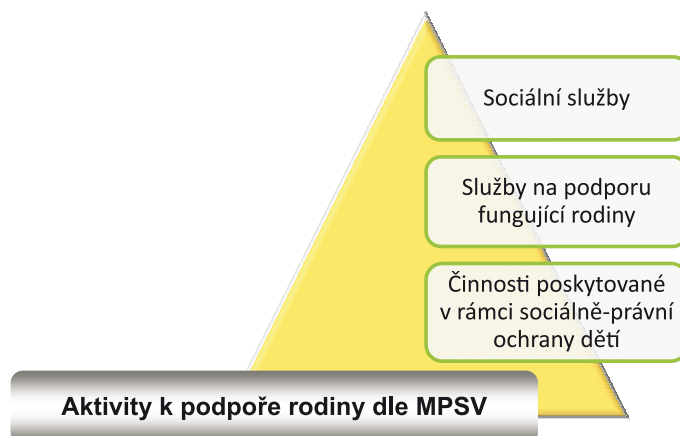 Sociální služby
Služby na podporu
fungující rodiny
Činnosti poskytované
v rámci sociálně-právní
ochrany dětí
Aktivity k podpoře rodiny dle MPSV